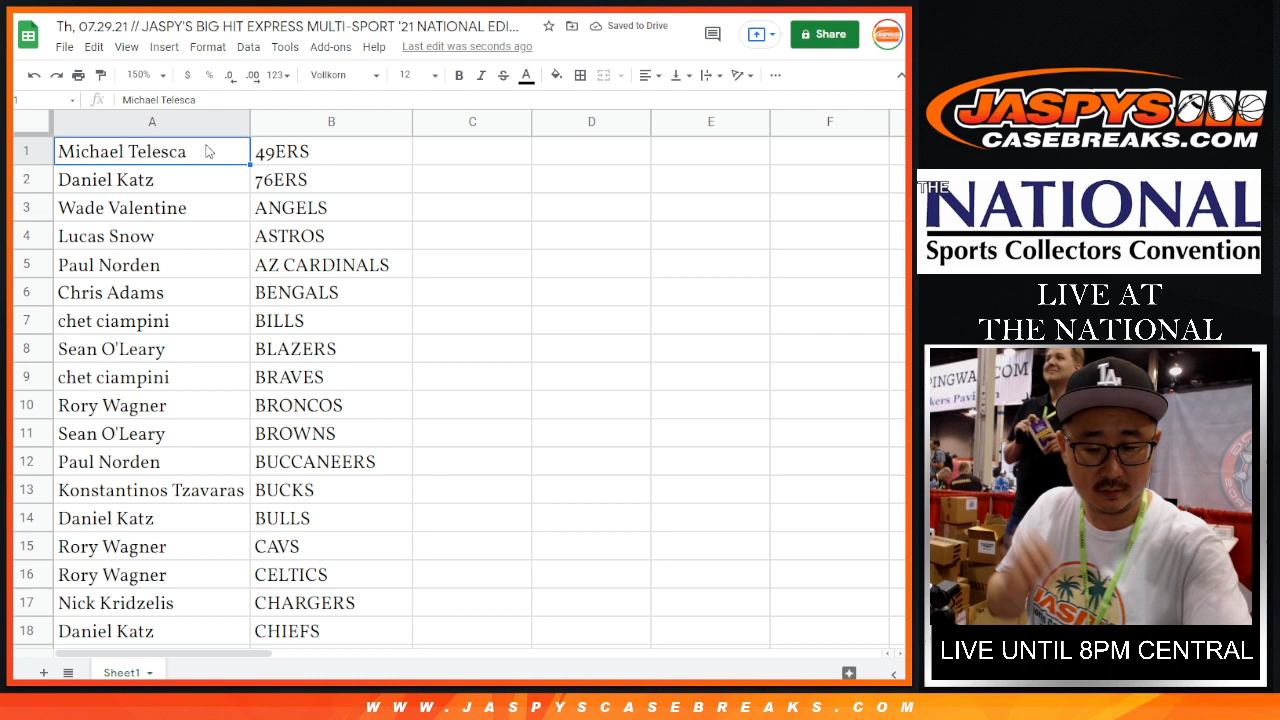 Th, 07.29.21 // JASPY'S BIG HIT EXPRESS MULTI-SPORT '21 NATIONAL EDI...
Saved to Drive
File Edit View Insert Format Data Tools Add-ons Help Last edit was seconds ago
Share
150% $ % .0 .00 123 Vollkorn 12 B I S A
1 fx Michael Telesca
A B C D E F
1 Michael Telesca 49ERS
2 Daniel Katz 76ERS
3 Wade Valentine ANGELS
4 Lucas Snow ASTROS
5 Paul Norden AZ CARDINALS
6 Chris Adams BENGALS
7 chet ciampini BILLS
8 Sean O'Leary BLAZERS
9 chet ciampini BRAVES
10 Rory Wagner BRONCOS
11 Sean O'Leary BROWNS
12 Paul Norden BUCCANEERS
13 Konstantinos Tzavaras BUCKS
14 Daniel Katz BULLS
15 Rory Wagner CAVS
16 Rory Wagner CELTICS
17 Nick Kridzelis CHARGERS
18 Daniel Katz CHIEFS
Sheet1
JASPYS
CASEBREAKS.COM
THE
NATIONAL
Sports Collectors Convention
LIVE AT
THE NATIONAL
PINGWA .COM
kers Pavilion
LA
JASPYS
LIVE UNTIL 8PM CENTRAL
WWW.JASPYSCASEBREAKS.COM